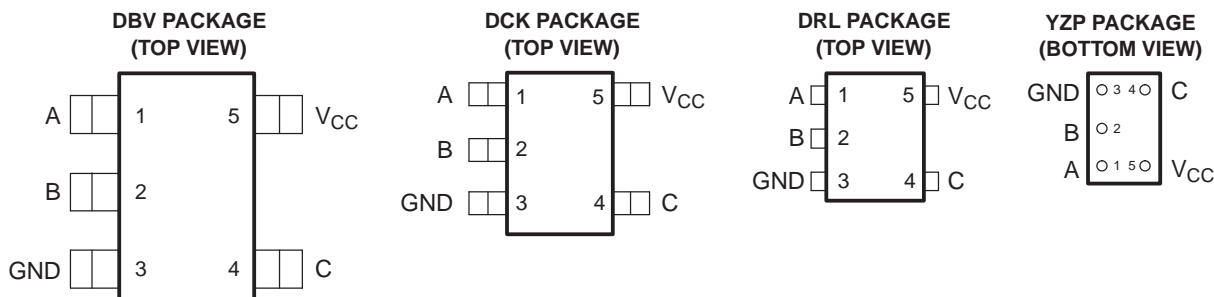 DBV PACKAGE
(TOP VIEW)
A 1 5 VCC
B 2
GND 3 4 C
DCK PACKAGE
(TOP VIEW)
A 1 5 VCC
B 2
GND 3 4 C
DRL PACKAGE
(TOP VIEW)
A 1 5 VCC
B 2
GND 3 4 C
YZP PACKAGE
(BOTTOM VIEW)
GND 3 4 C
B 2
A 1 5 VCC